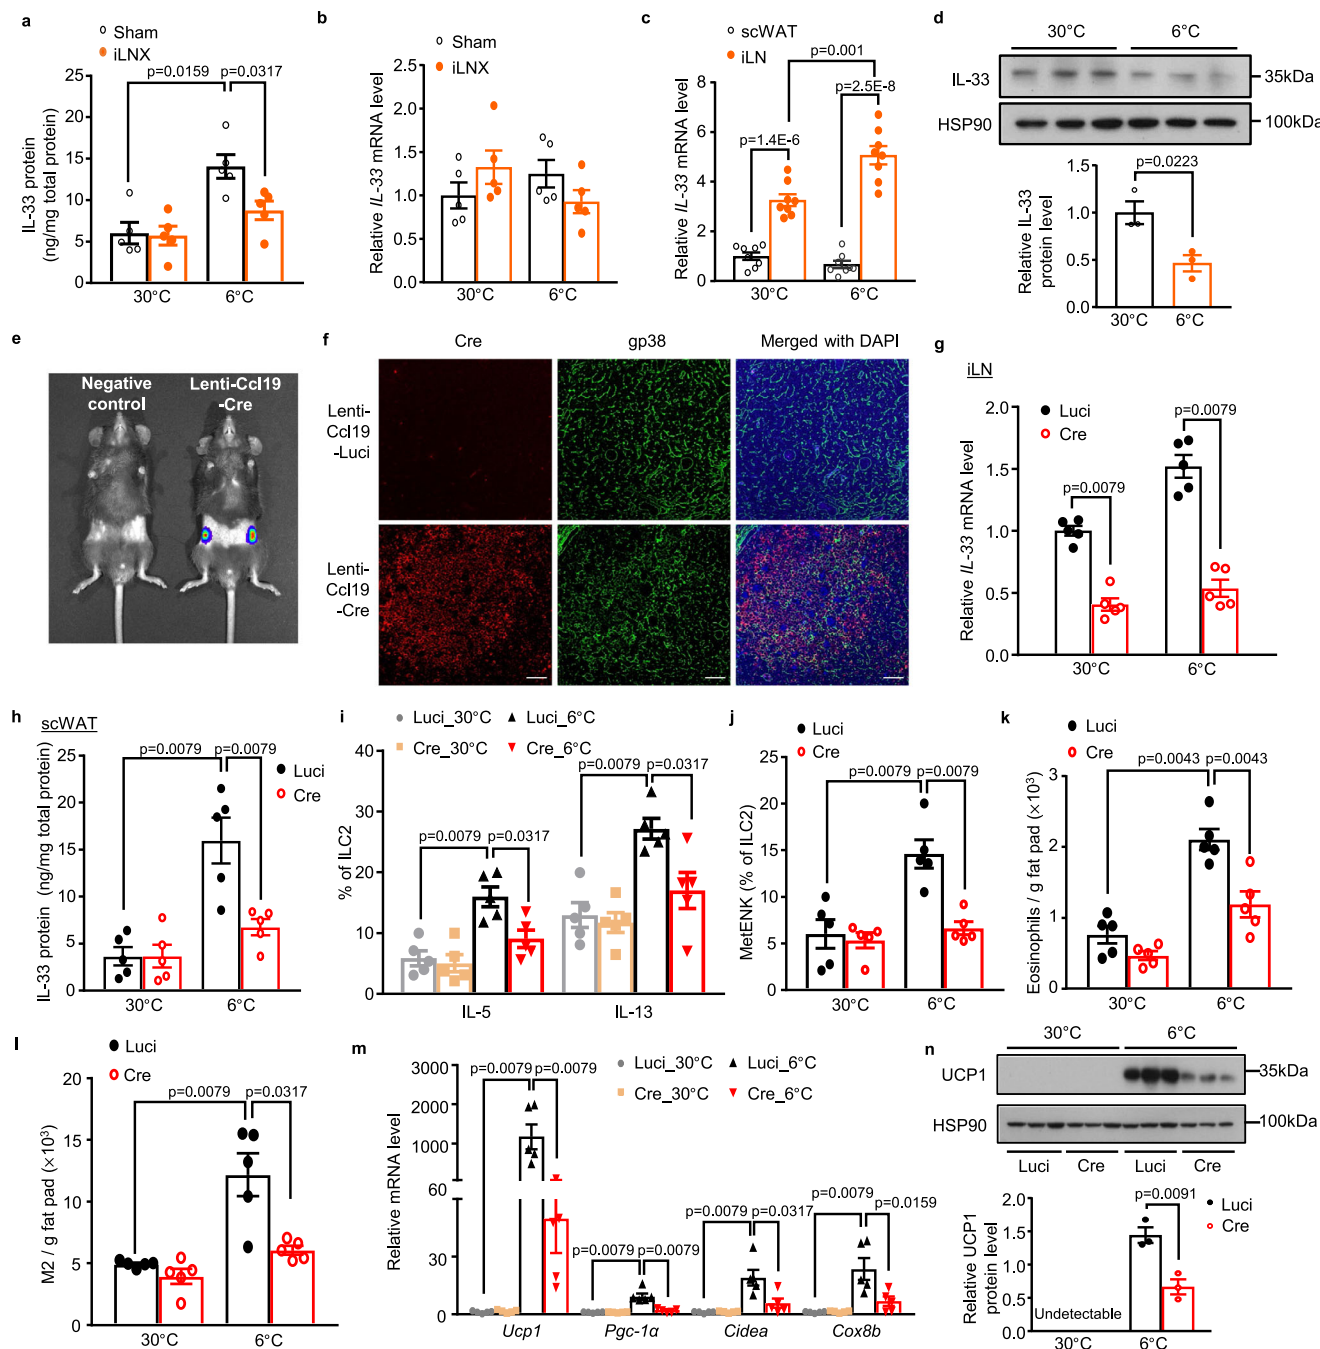 a
Sham
iLNX
p=0.0159
p=0.0317
IL-33 protein
(ng/mg total protein)
25
20
15
10
5
0
30°C
6°C
b
Sham
iLNX
Relative IL-33 mRNA level
2.5
2.0
1.5
1.0
0.5
0.0
30°C
6°C
c
scWAT
iLN
p=0.001
p=2.5E-8
p=1.4E-6
Relative IL-33 mRNA level
8
6
4
2
0
30°C
6°C
d
30°C
6°C
IL-33
35kDa
HSP90
100kDa
p=0.0223
Relative IL-33
protein level
1.5
1.0
0.5
0.0
30°C
6°C
e
Negative
control
Lenti-Ccl19
-Cre
f
Cre
gp38
Merged with DAPI
Lenti-
Ccl19
-Luci
Lenti-
Ccl19
-Cre
g
iLN
Luci
Cre
p=0.0079
p=0.0079
Relative IL-33 mRNA level
2.0
1.5
1.0
0.5
0.0
30°C
6°C
h
scWAT
p=0.0079
p=0.0079
Luci
Cre
IL-33 protein (ng/mg total protein)
25
20
15
10
5
0
30°C
6°C
i
Luci_30°C
Luci_6°C
Cre_30°C
Cre_6°C
p=0.0079
p=0.0317
p=0.0079
p=0.0317
% of ILC2
40
30
20
10
0
IL-5
IL-13
j
Luci
Cre
p=0.0079
p=0.0079
MetENK (% of ILC2)
25
20
15
10
5
0
30°C
6°C
k
Luci
Cre
p=0.0043
p=0.0043
Eosinophils / g fat pad (×10³)
3
2
1
0
30°C
6°C
l
Luci
Cre
p=0.0079
p=0.0317
M2 / g fat pad (×10³)
20
15
10
5
0
30°C
6°C
m
Luci_30°C
Luci_6°C
Cre_30°C
Cre_6°C
p=0.0079
p=0.0079
p=0.0079
p=0.0079
p=0.0079
p=0.0317
p=0.0079
p=0.0159
Relative mRNA level
3000
2000
1000
60
30
0
Ucp1
Pgc-1α
Cidea
Cox8b
n
30°C
6°C
UCP1
35kDa
HSP90
100kDa
Luci
Cre
Luci
Cre
p=0.0091
Luci
Cre
Relative UCP1
protein level
2.0
1.5
1.0
0.5
0.0
Undetectable
30°C
6°C